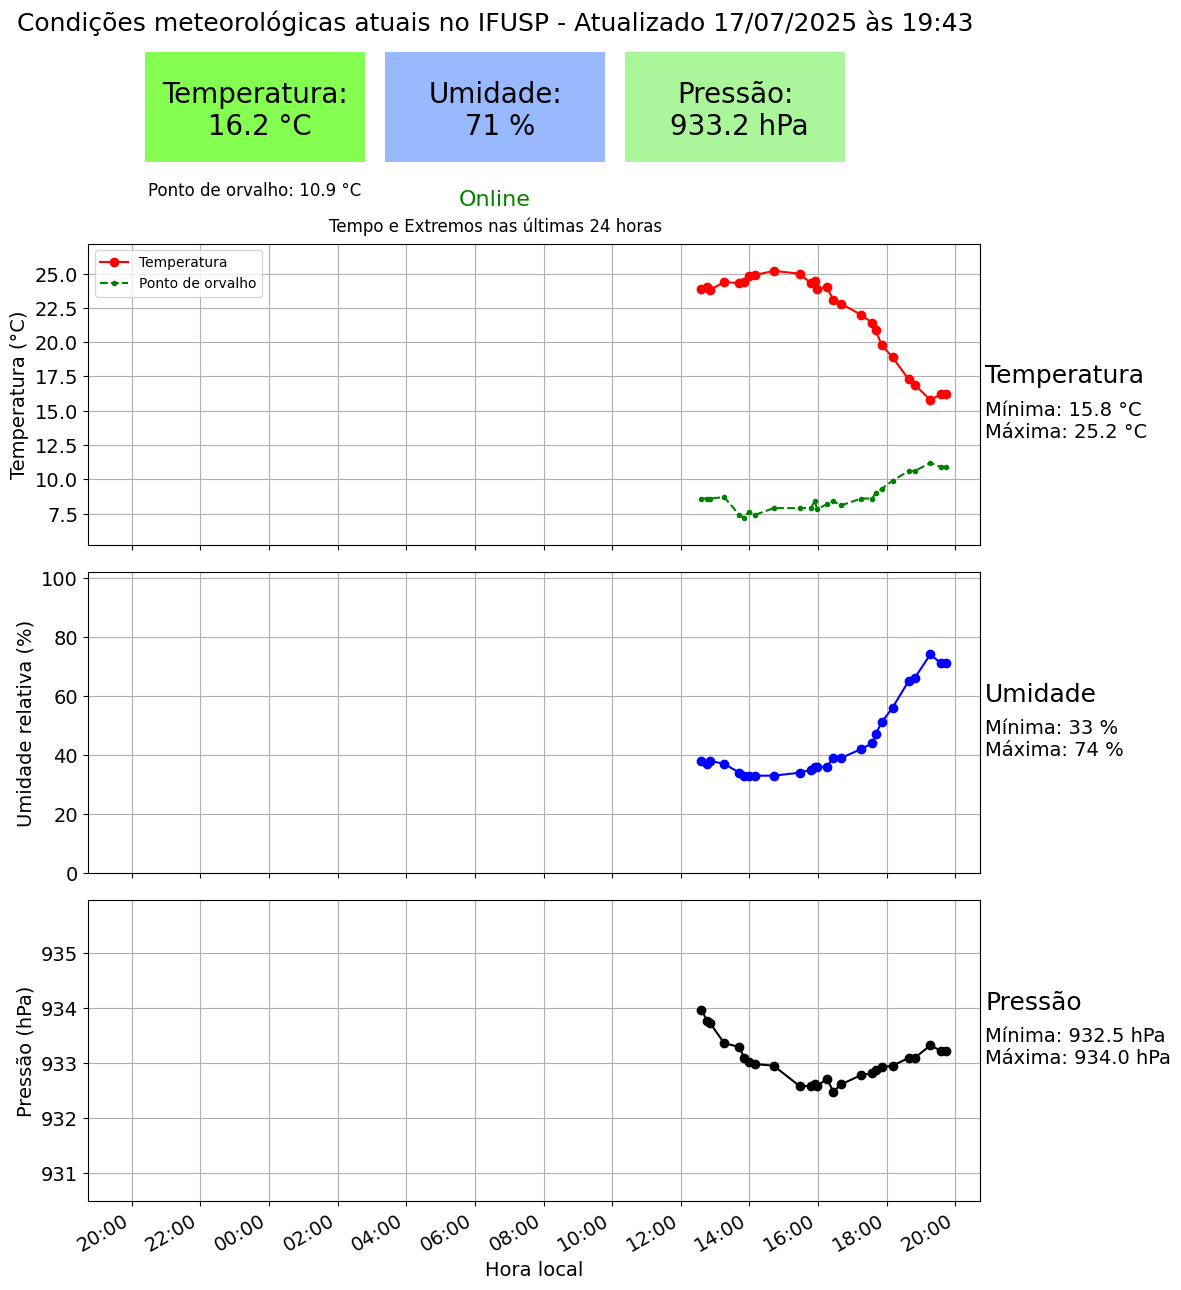 Condições meteorológicas atuais no IFUSP - Atualizado 17/07/2025 às 19:43
Temperatura:
16.2 °C
Umidade:
71 %
Pressão:
933.2 hPa
Ponto de orvalho: 10.9 °C
Online
Tempo e Extremos nas últimas 24 horas
Temperatura
Ponto de orvalho
Temperatura (°C)
25.0
22.5
20.0
17.5
15.0
12.5
10.0
7.5
Temperatura
Mínima: 15.8 °C
Máxima: 25.2 °C
Umidade relativa (%)
100
80
60
40
20
0
Umidade
Mínima: 33 %
Máxima: 74 %
Pressão (hPa)
935
934
933
932
931
Pressão
Mínima: 932.5 hPa
Máxima: 934.0 hPa
20:00 22:00 00:00 02:00 04:00 06:00 08:00 10:00 12:00 14:00 16:00 18:00 20:00
Hora local